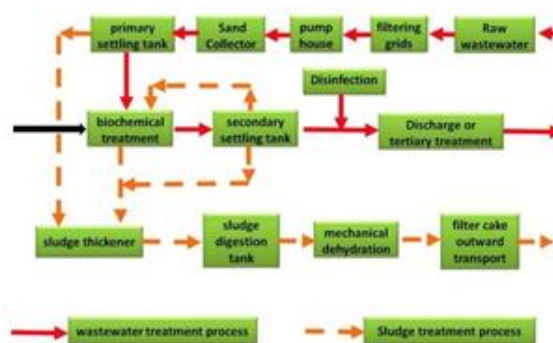 primary
settling tank
Sand
Collector
pump
house
filtering
grids
Raw
wastewater
Disinfection
biochemical
treatment
secondary
settling tank
Discharge or
tertiary treatment
sludge thickener
sludge
digestion
tank
mechanical
dehydration
filter cake
outward
transport
wastewater treatment process
Sludge treatment process